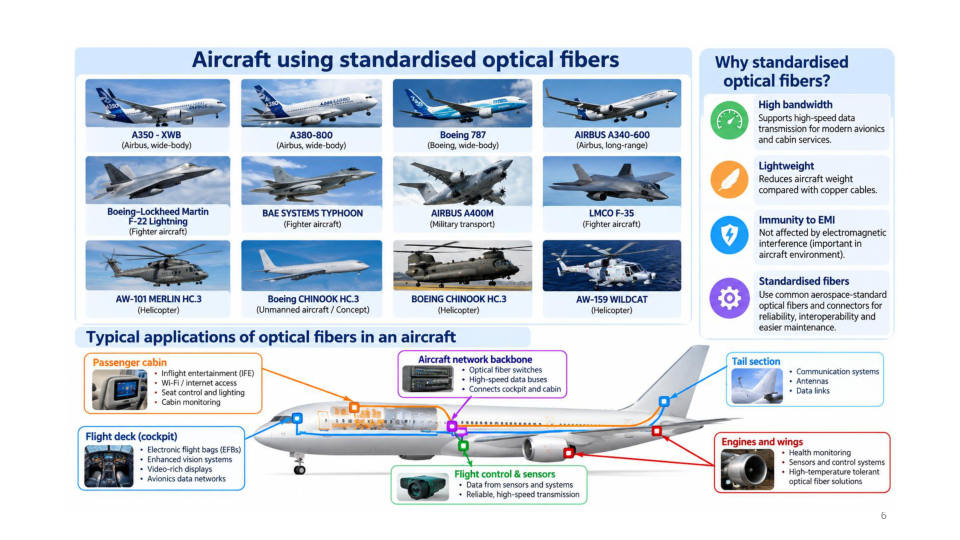 Aircraft using standardised optical fibers
A350 - XWB
(Airbus, wide-body)
A380-800
(Airbus, wide-body)
Boeing 787
(Boeing, wide-body)
AIRBUS A340-600
(Airbus, long-range)
Boeing–Lockheed Martin
F-22 Lightning
(Fighter aircraft)
BAE SYSTEMS TYPHOON
(Fighter aircraft)
AIRBUS A400M
(Military transport)
LMCO F-35
(Fighter aircraft)
AW-101 MERLIN HC.3
(Helicopter)
Boeing CHINOOK HC.3
(Unmanned aircraft / Concept)
BOEING CHINOOK HC.3
(Helicopter)
AW-159 WILDCAT
(Helicopter)
Why standardised
optical fibers?
High bandwidth
Supports high-speed data
transmission for modern avionics
and cabin services.
Lightweight
Reduces aircraft weight
compared with copper cables.
Immunity to EMI
Not affected by electromagnetic
interference (important in
aircraft environment).
Standardised fibers
Use common aerospace-standard
optical fibers and connectors for
reliability, interoperability and
easier maintenance.
Typical applications of optical fibers in an aircraft
Passenger cabin
• Inflight entertainment (IFE)
• Wi-Fi / internet access
• Seat control and lighting
• Cabin monitoring
Aircraft network backbone
• Optical fiber switches
• High-speed data buses
• Connects cockpit and cabin
Tail section
• Communication systems
• Antennas
• Data links
Flight deck (cockpit)
• Electronic flight bags (EFBs)
• Enhanced vision systems
• Video-rich displays
• Avionics data networks
Flight control & sensors
• Data from sensors and systems
• Reliable, high-speed transmission
Engines and wings
• Health monitoring
• Sensors and control systems
• High-temperature tolerant
optical fiber solutions
6